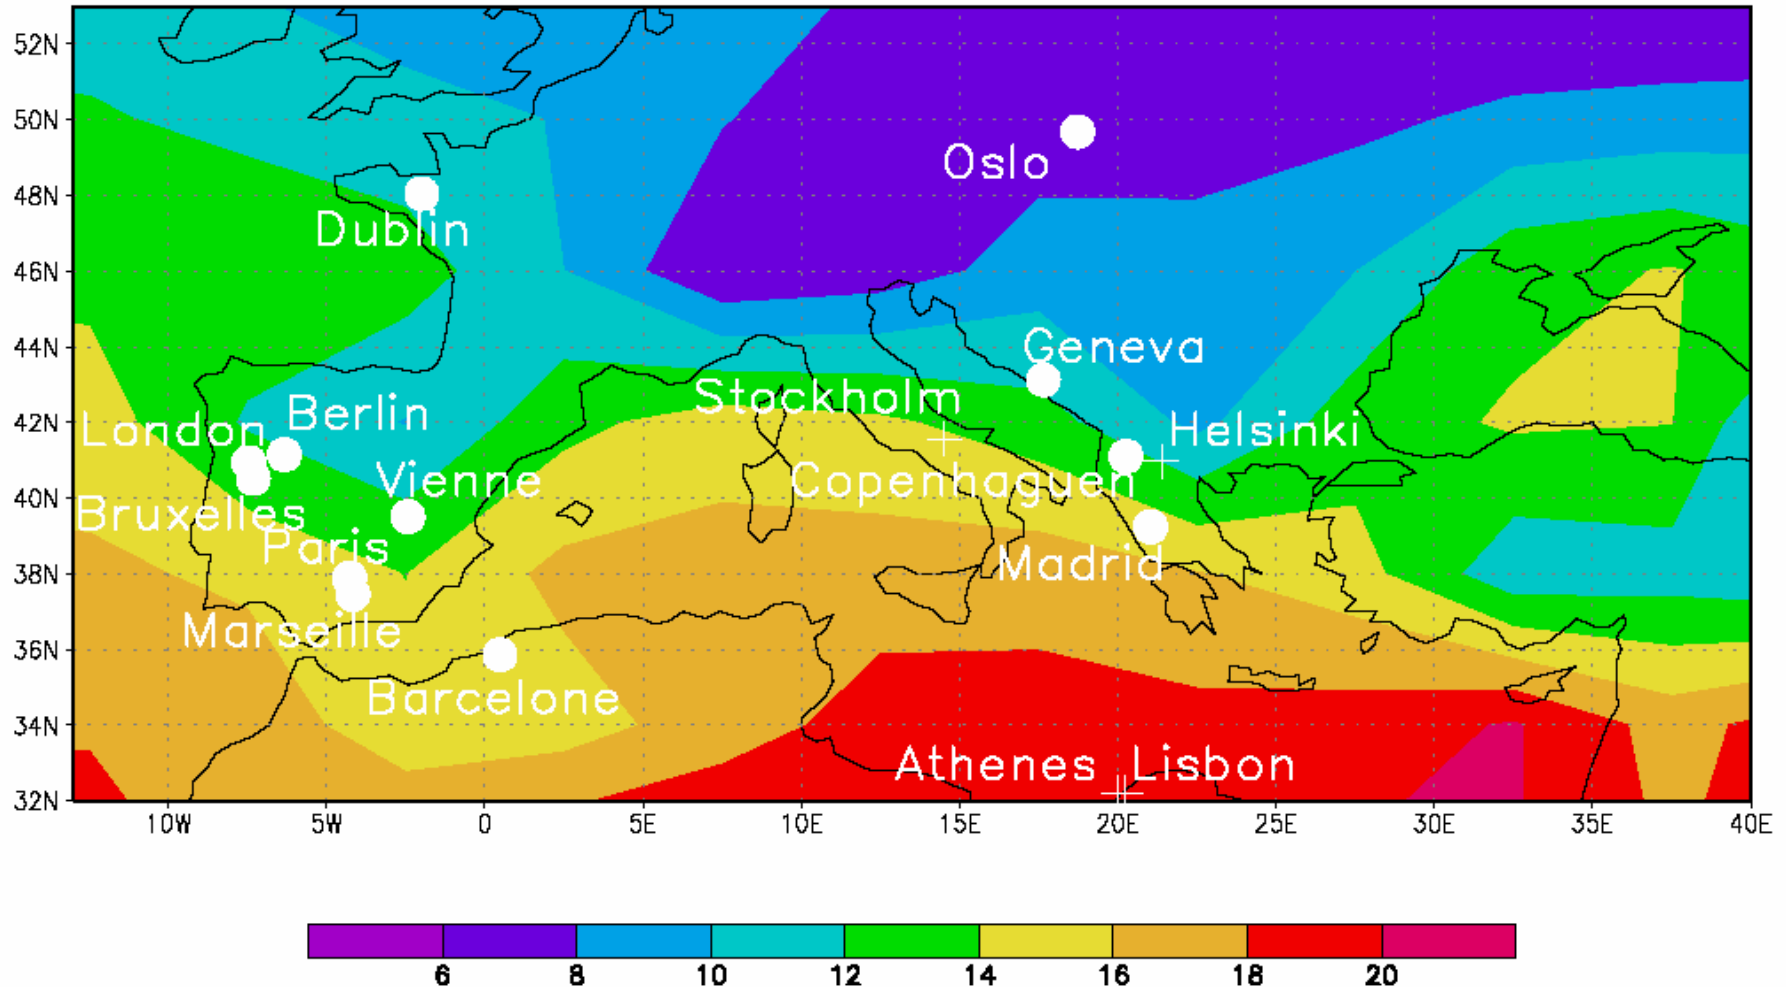 52N
50N
Oslo
48N
Dublin
46N
44N
Geneva
Stockholm
42N
Berlin
London
Helsinki
Vienne
Copenhaguen
40N
Bruxelles
Paris
38N
Madrid
Marseille
36N
Barcelone
34N
Athenes
Lisbon
32N
10W 5W 0 5E 10E 15E 20E 25E 30E 35E 40E
6 8 10 12 14 16 18 20